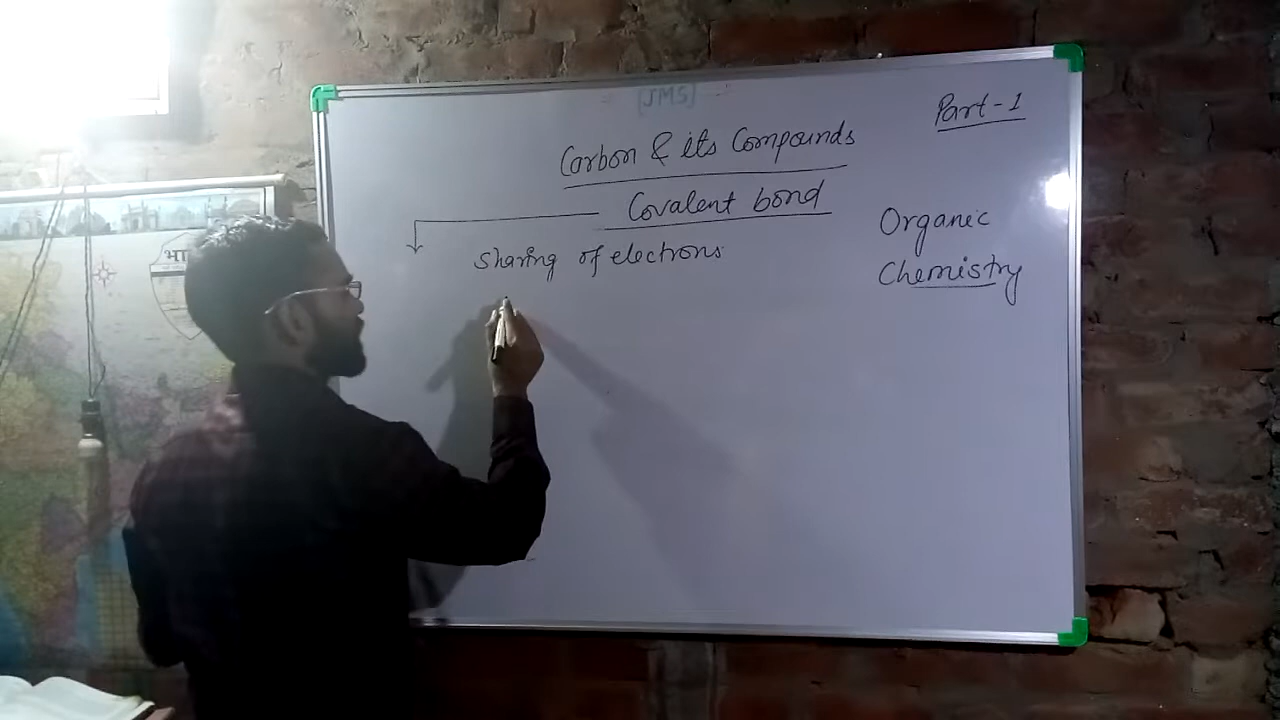 [JMS]
Part-1
Carbon & its Compounds
Covalent bond
Organic
Chemistry
Sharing of electrons
भा